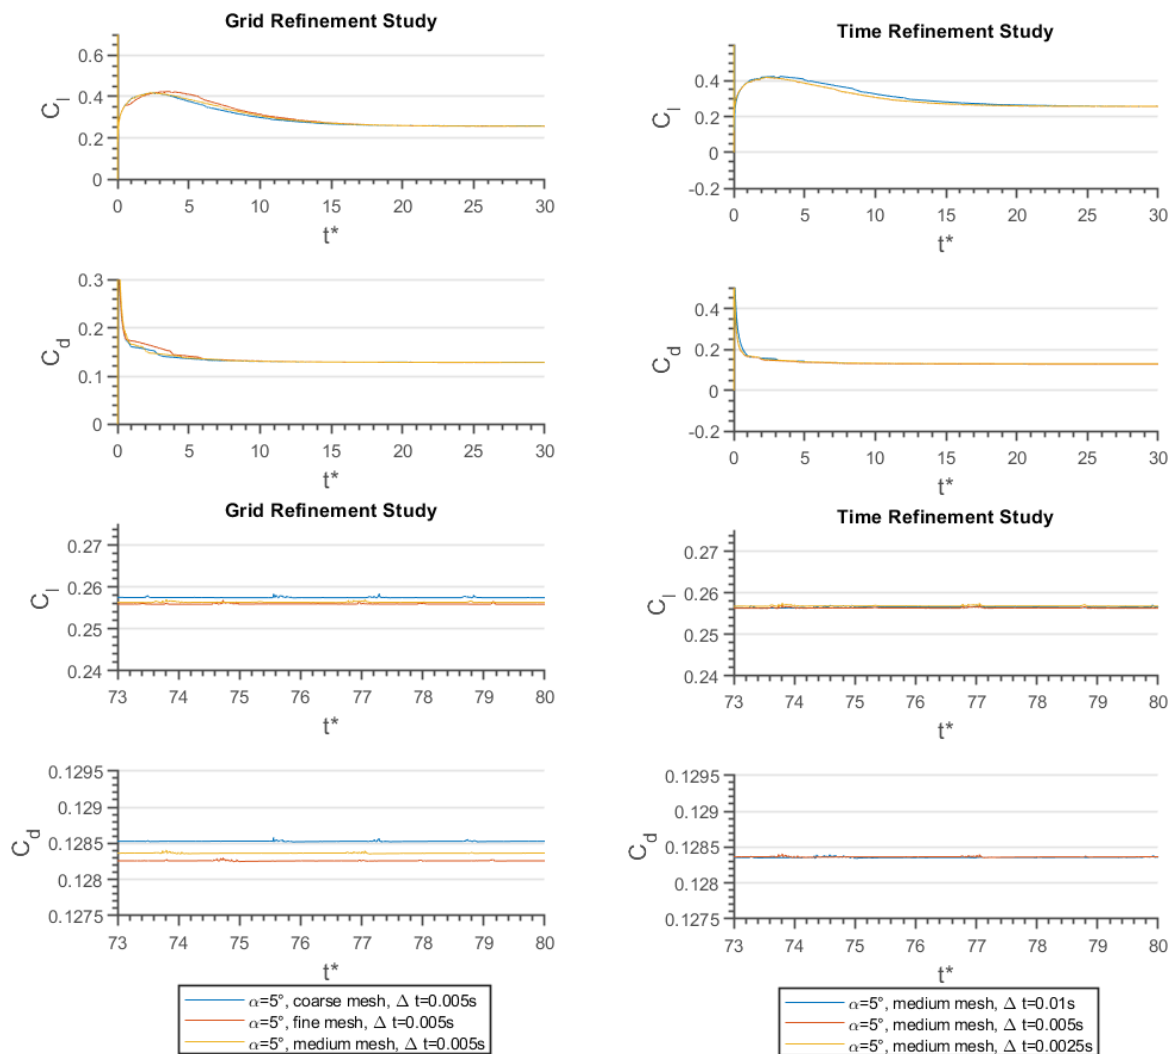 Grid Refinement Study
0.6
0.4
0.2
0
C_l
0 5 10 15 20 25 30
t*
0.3
0.2
0.1
0
C_d
0 5 10 15 20 25 30
t*
Time Refinement Study
0.4
0.2
0
-0.2
C_l
0 5 10 15 20 25 30
t*
0.4
0.2
0
-0.2
C_d
0 5 10 15 20 25 30
t*
Grid Refinement Study
0.27
0.26
0.25
0.24
C_l
73 74 75 76 77 78 79 80
t*
0.1295
0.129
0.1285
0.128
0.1275
C_d
73 74 75 76 77 78 79 80
t*
α=5°, coarse mesh, Δ t=0.005s
α=5°, fine mesh, Δ t=0.005s
α=5°, medium mesh, Δ t=0.005s
Time Refinement Study
0.27
0.26
0.25
0.24
C_l
73 74 75 76 77 78 79 80
t*
0.1295
0.129
0.1285
0.128
0.1275
C_d
73 74 75 76 77 78 79 80
t*
α=5°, medium mesh, Δ t=0.01s
α=5°, medium mesh, Δ t=0.005s
α=5°, medium mesh, Δ t=0.0025s